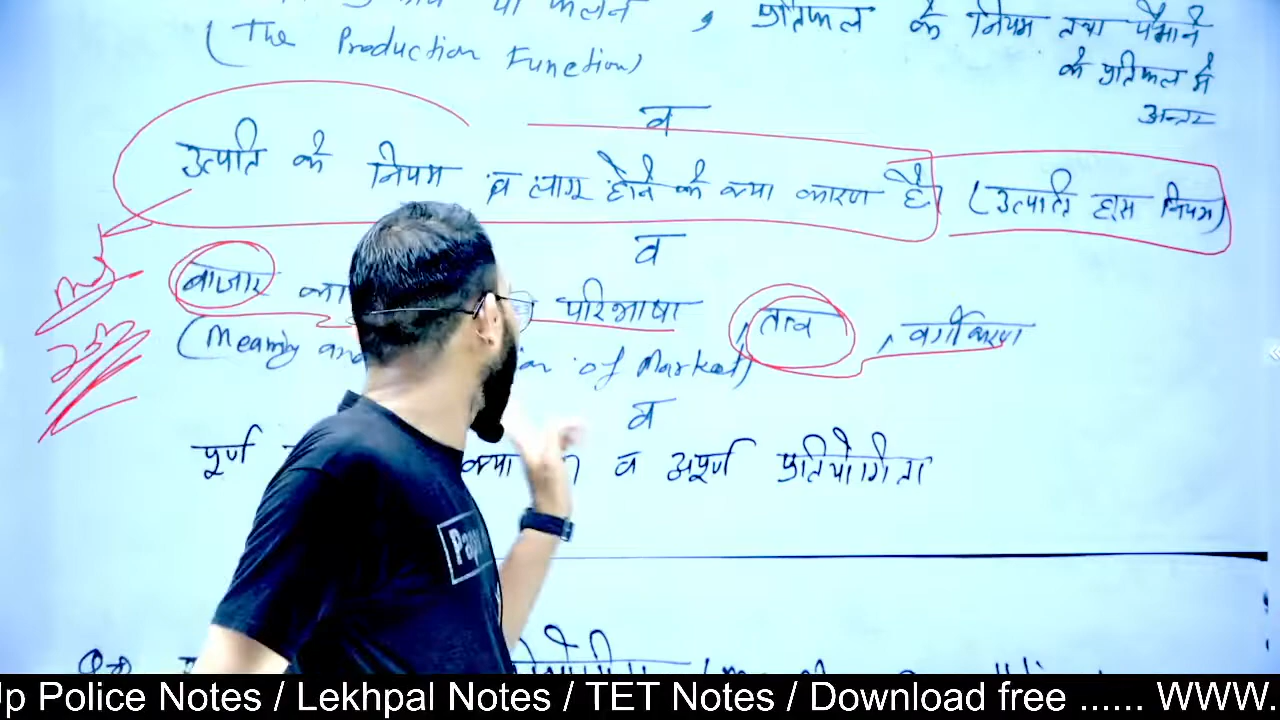 प्रतिफल के नियम तथा पैमाने
(The Production Function)
के प्रतिफल में
अन्तर
व
उत्पत्ति के नियम व लागू होने के क्या कारण है।
(उत्पत्ति ह्रास नियम)
व
बाजार
परिभाषा
, तत्व
, वर्गीकरण
(Meaning
of Market)
व
पूर्ण
क्या
व अपूर्ण प्रतियोगिता
Pap
Up Police Notes / Lekhpal Notes / TET Notes / Download free ...... WWW.